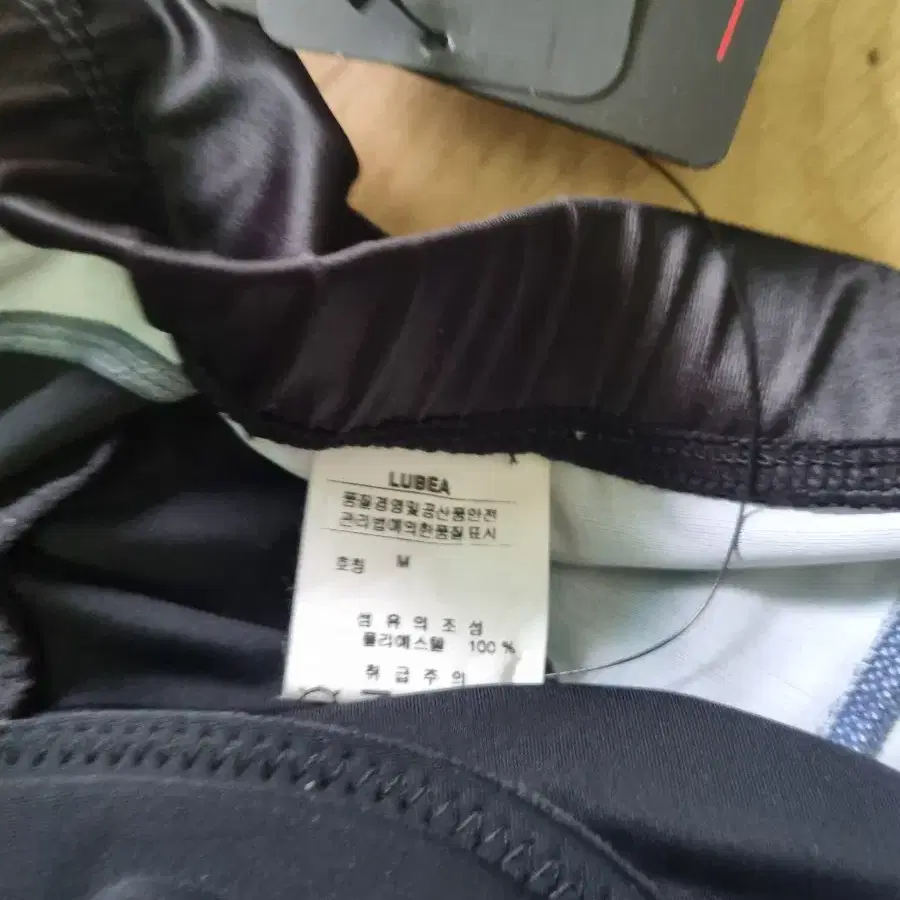 LUBEA
품질경영및공산품안전
관리법에의한품질표시
호칭 M
섬유의조성
폴리에스텔 100 %
취급주의